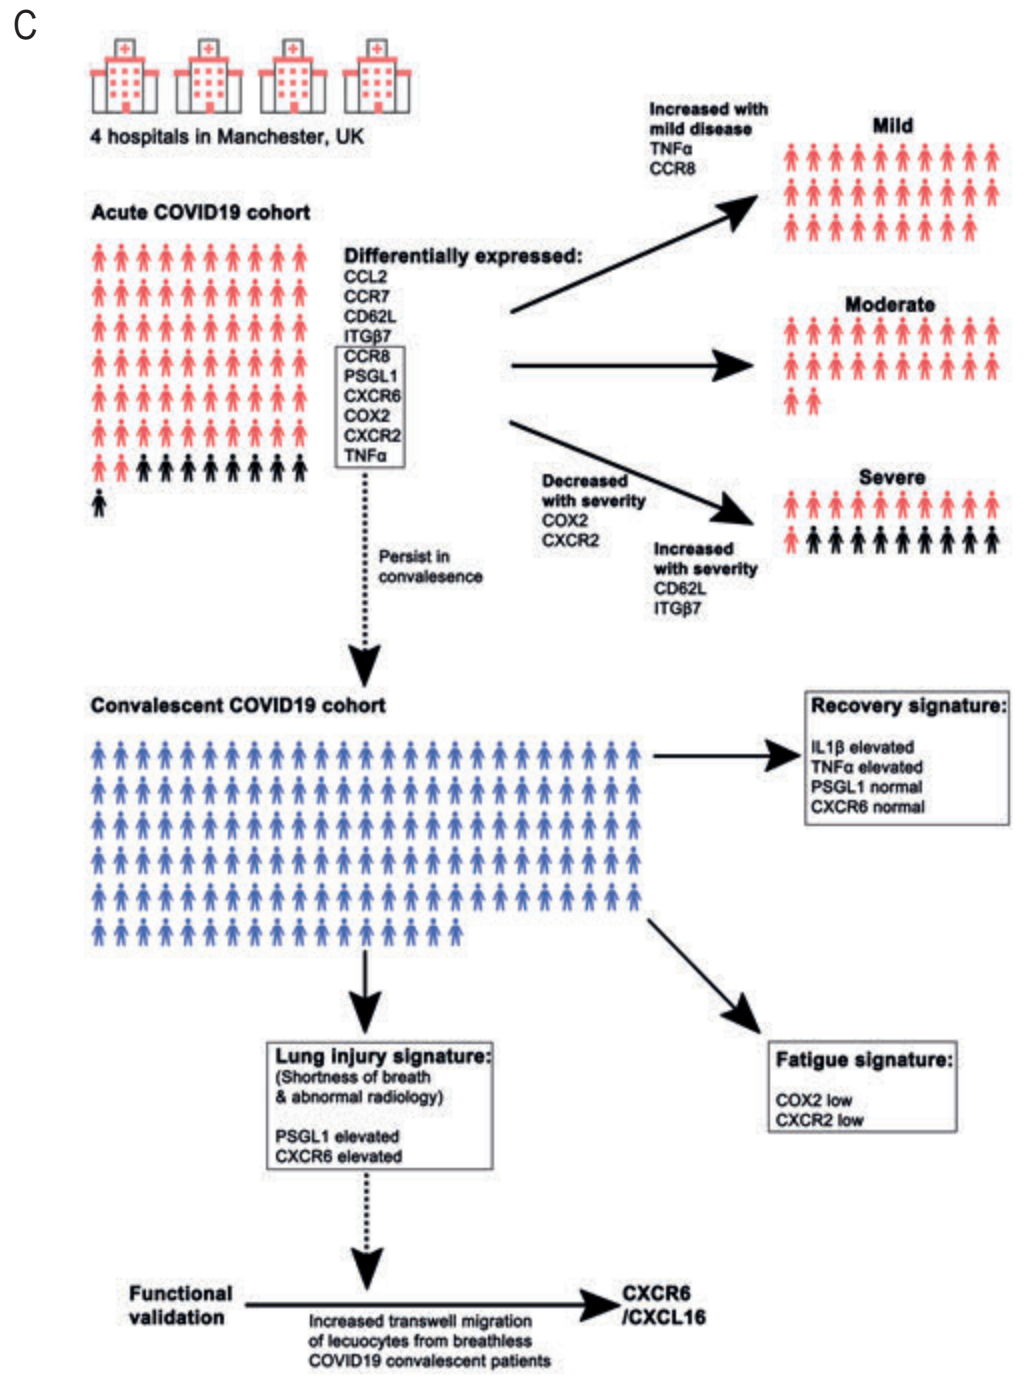 C
4 hospitals in Manchester, UK
Acute COVID19 cohort
Differentially expressed:
CCL2
CCR7
CD62L
ITGβ7
CCR8
PSGL1
CXCR6
COX2
CXCR2
TNFα
Increased with
mild disease
TNFα
CCR8
Mild
Moderate
Severe
Decreased
with severity
COX2
CXCR2
Increased
with severity
CD62L
ITGβ7
Persist in
convalesence
Convalescent COVID19 cohort
Recovery signature:
IL1β elevated
TNFα elevated
PSGL1 normal
CXCR6 normal
Lung injury signature:
(Shortness of breath
& abnormal radiology)
PSGL1 elevated
CXCR6 elevated
Fatigue signature:
COX2 low
CXCR2 low
Functional
validation
Increased transwell migration
of lecuocytes from breathless
COVID19 convalescent patients
CXCR6
/CXCL16